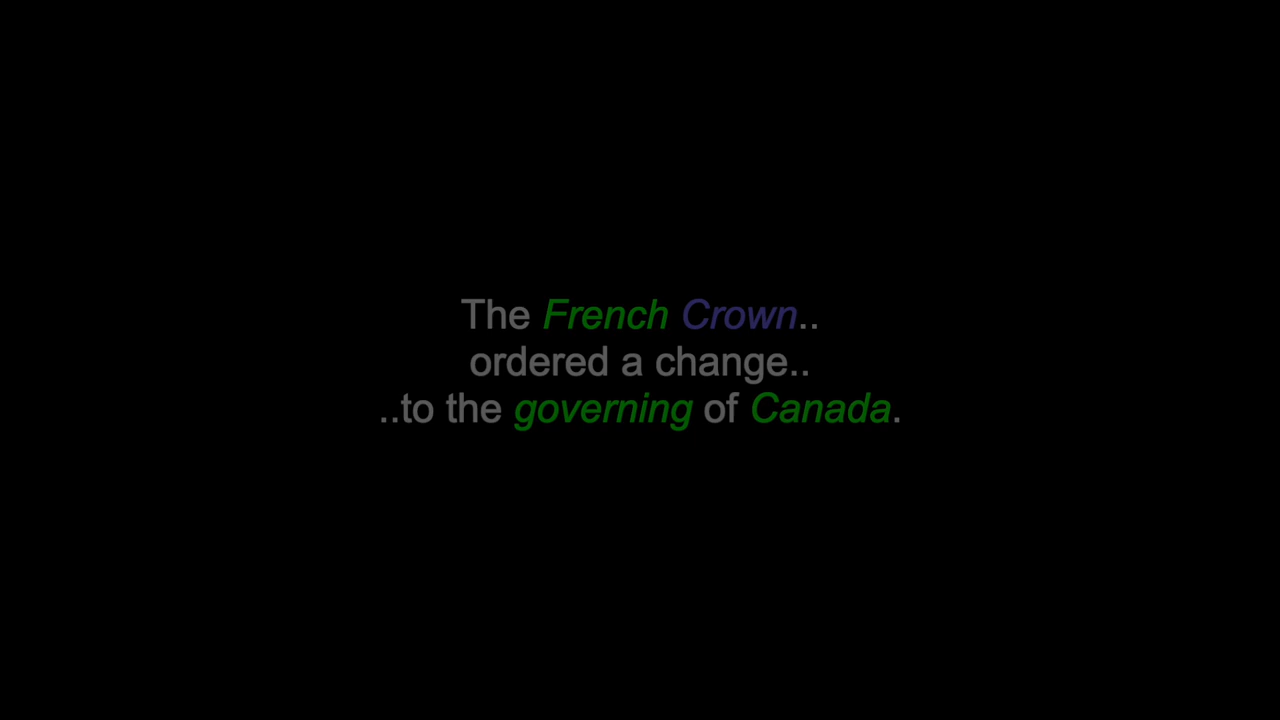 The French Crown..
ordered a change..
..to the governing of Canada.